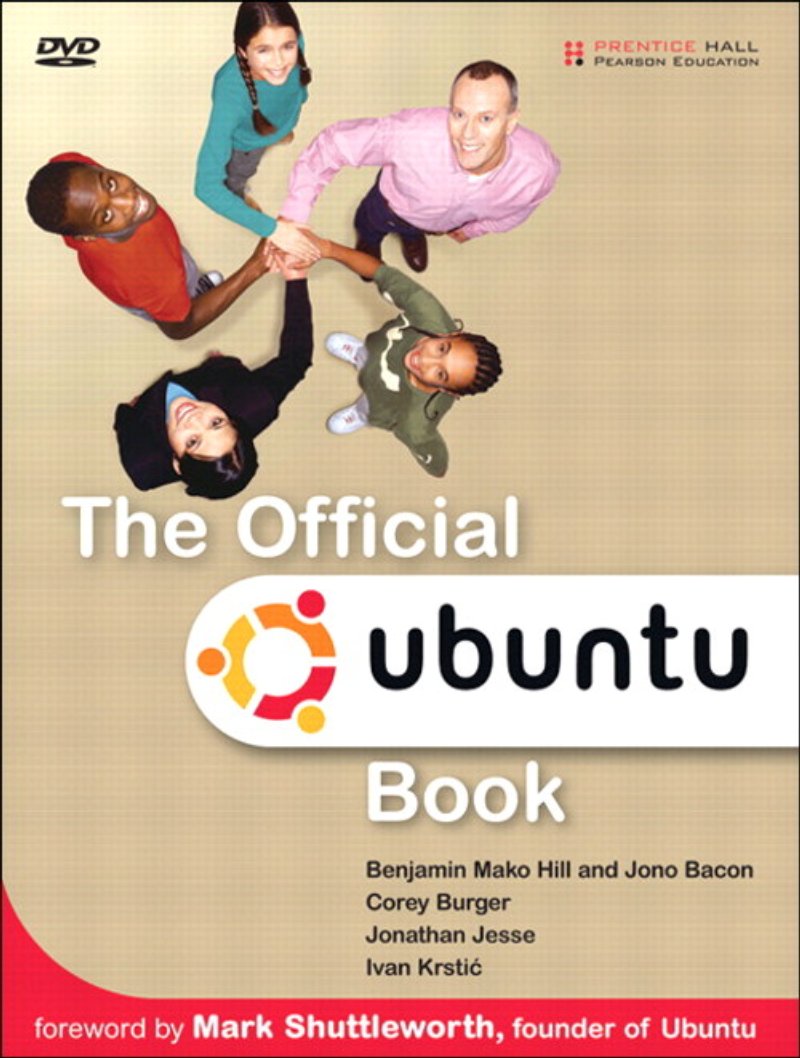 DVD
PRENTICE HALL
PEARSON EDUCATION
The Official
ubuntu
Book
Benjamin Mako Hill and Jono Bacon
Corey Burger
Jonathan Jesse
Ivan Krstić
foreword by Mark Shuttleworth, founder of Ubuntu